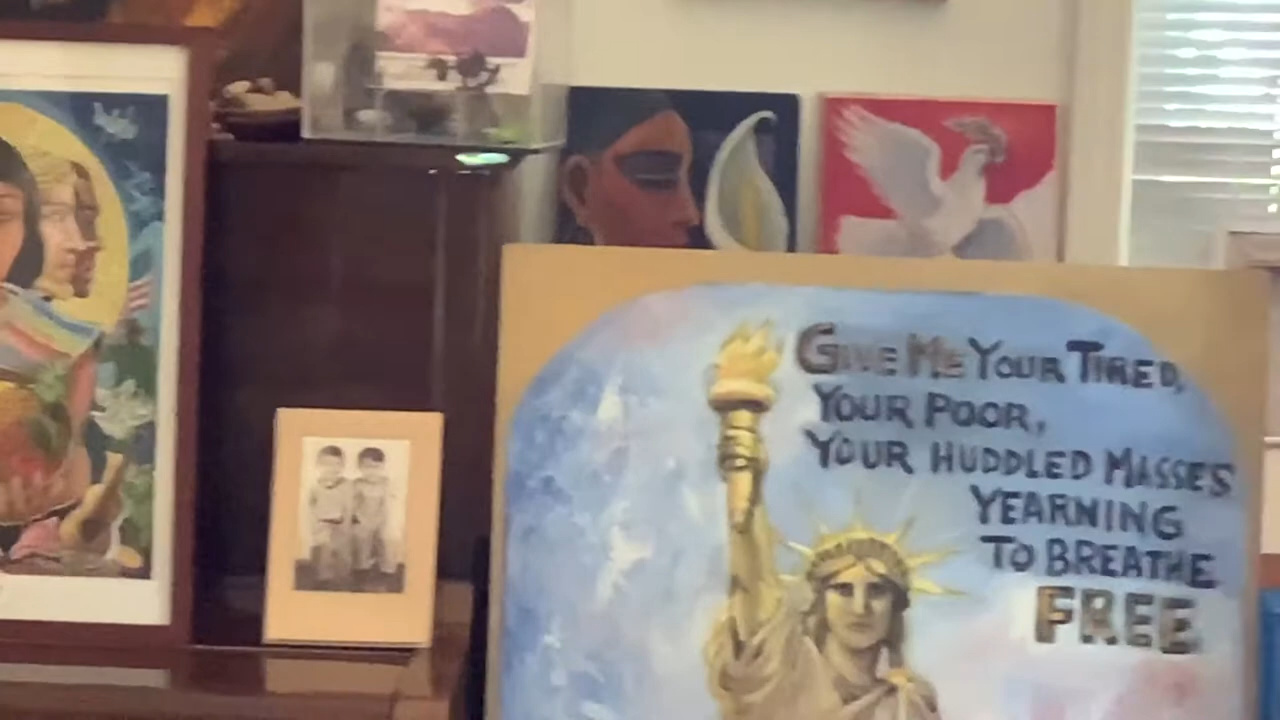 GIVE ME YOUR TIRED,
YOUR POOR,
YOUR HUDDLED MASSES
YEARNING
TO BREATHE
FREE